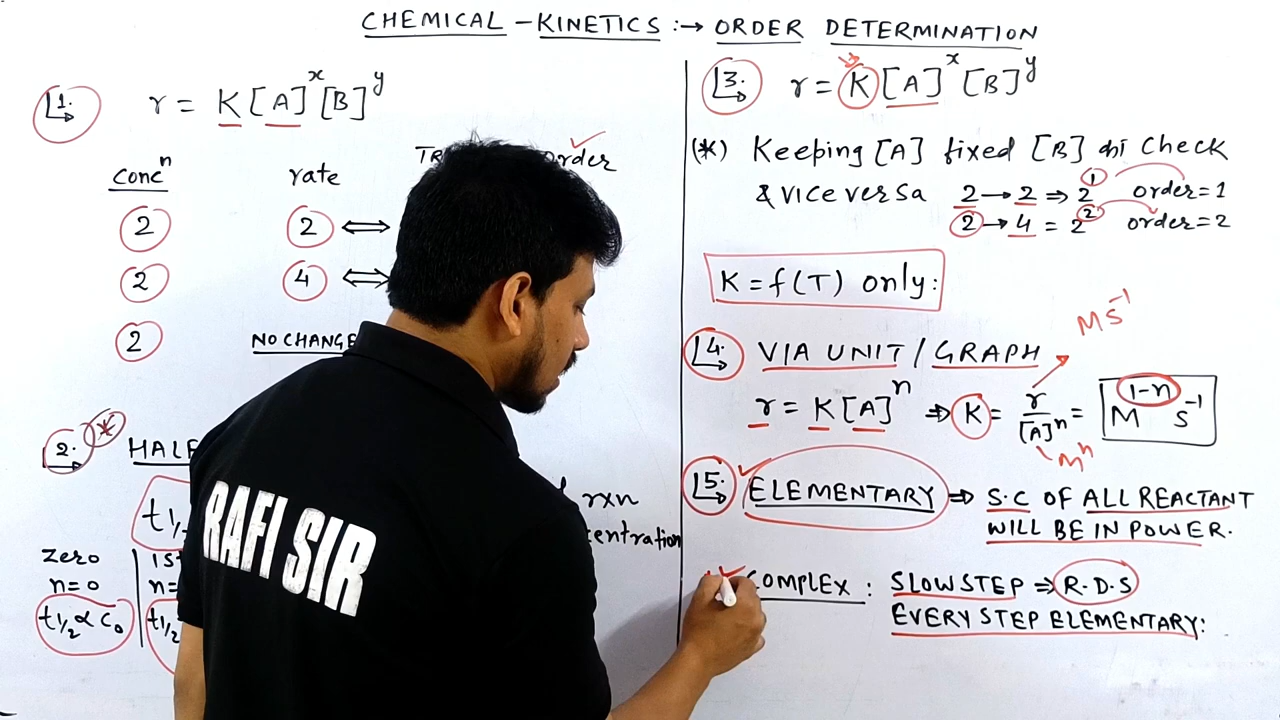 CHEMICAL - KINETICS :→ ORDER DETERMINATION
1. r = K[A]^x[B]^y
concⁿ rate order
2 2 ⟺
2 4 ⟺
2 NO CHANGE
2. * HALF
t1/2 rxn
centration
zero 1st
n=0 n=
t1/2 ∝ C₀ t1/2
3. r = K[A]^x[B]^y
(*) Keeping [A] fixed [B] का Check
& vice versa 2→2 ⇒ 2^1 order=1
2→4 = 2^2 order=2
K = f(T) only:
4. VIA UNIT / GRAPH
MS^-1
r = K[A]^n ⇒ K = r/[A]^n = M^1-n S^-1
M^n
5. ELEMENTARY ⇒ S.C OF ALL REACTANT
WILL BE IN POWER.
COMPLEX : SLOW STEP ⇒ R.D.S
EVERY STEP ELEMENTARY:
RAFI SIR